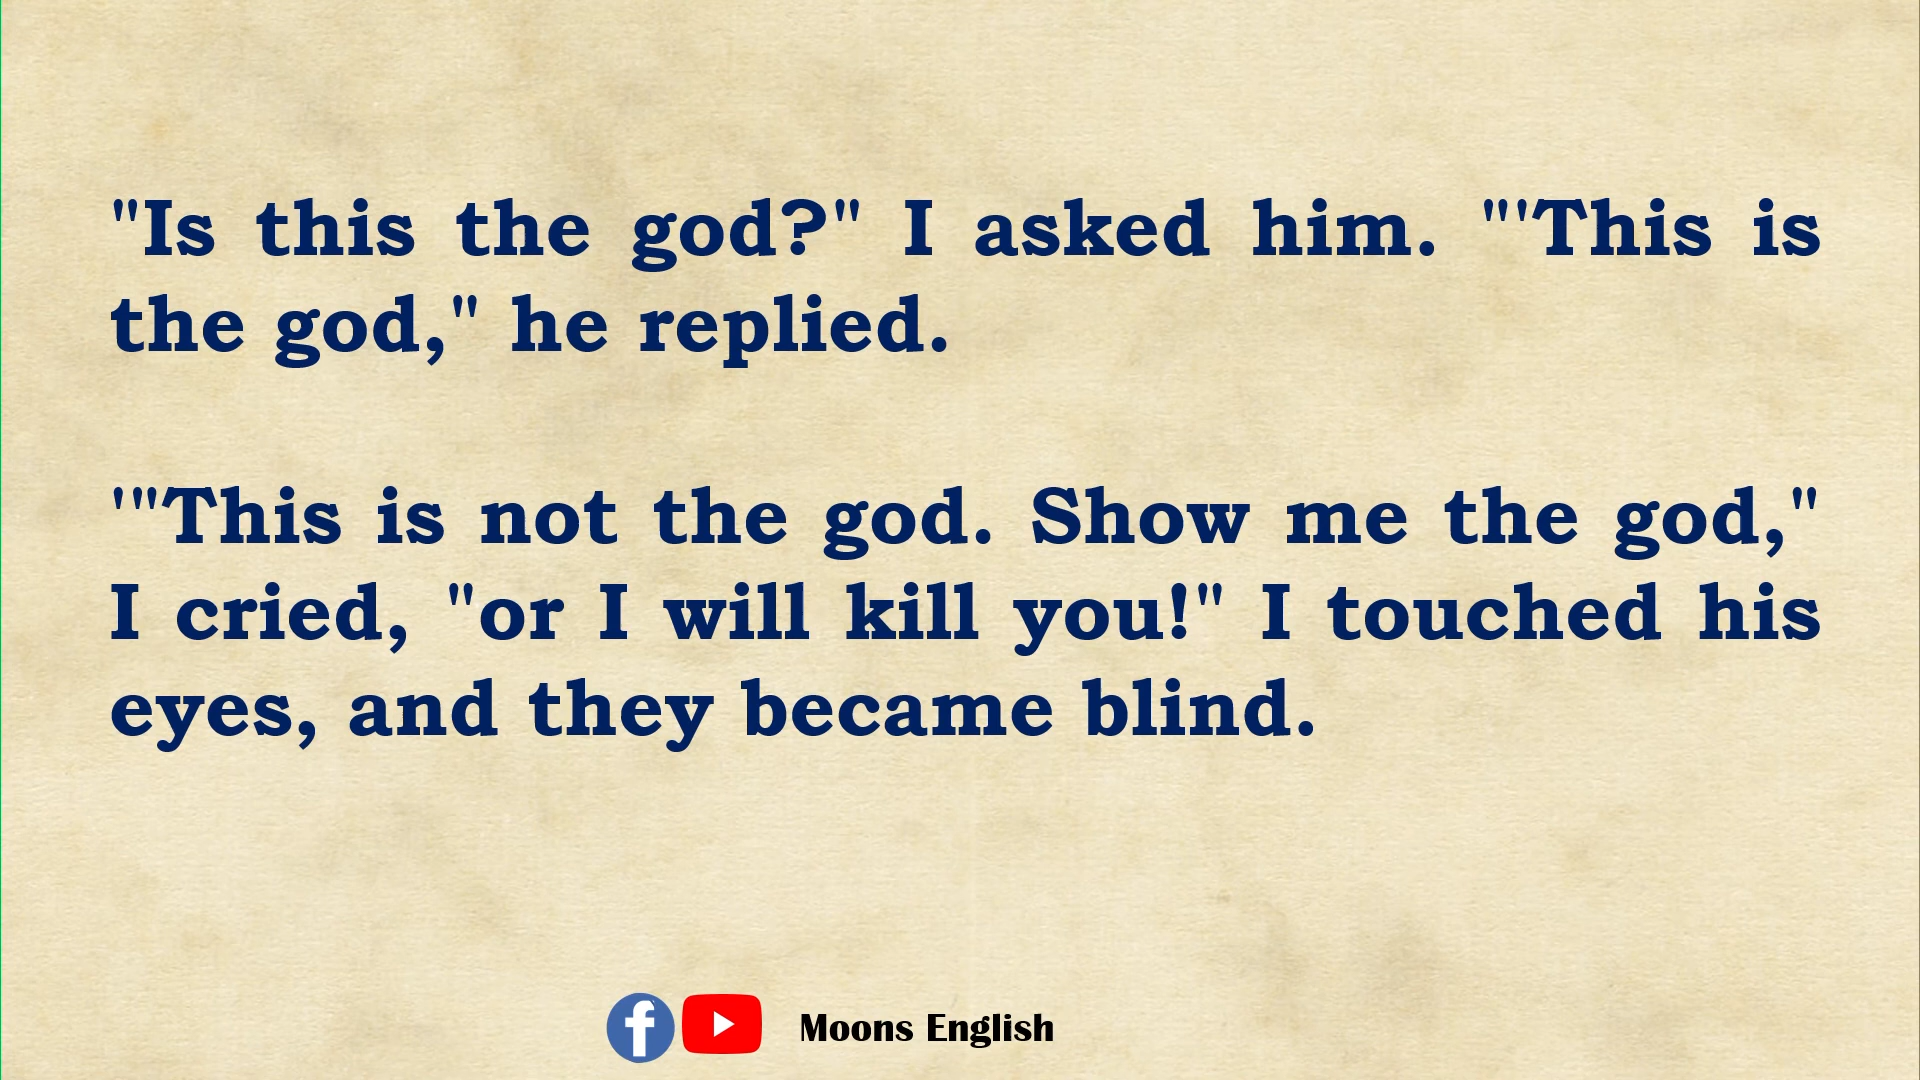 "Is this the god?" I asked him. "'This is
the god," he replied.
'"This is not the god. Show me the god,"
I cried, "or I will kill you!" I touched his
eyes, and they became blind.
Moons English